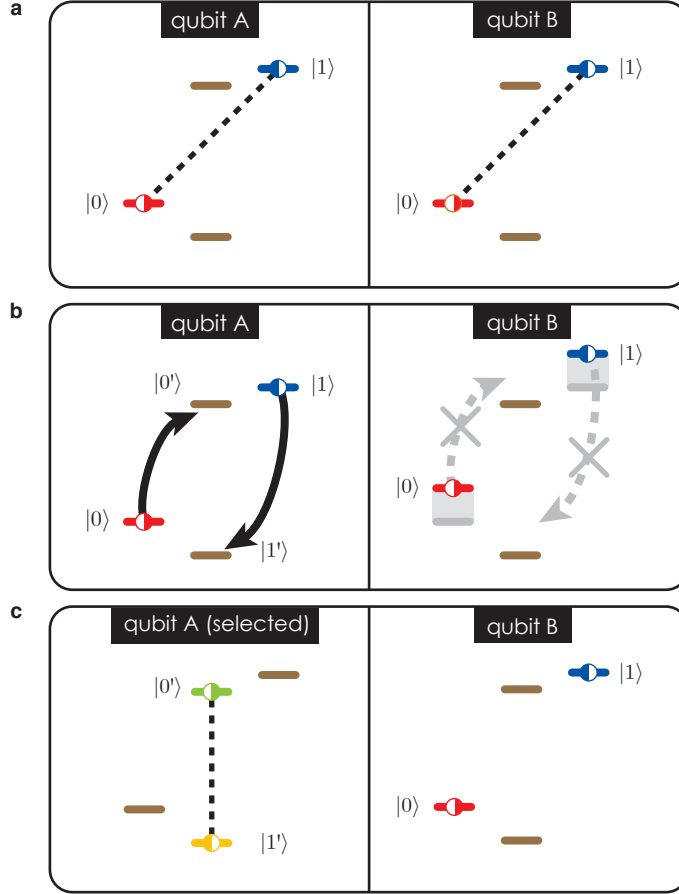 a
qubit A
qubit B
|1⟩
|1⟩
|0⟩
|0⟩
b
qubit A
qubit B
|0'⟩
|1⟩
|1⟩
|0⟩
|0⟩
|1'⟩
c
qubit A (selected)
qubit B
|0'⟩
|1⟩
|0⟩
|1'⟩